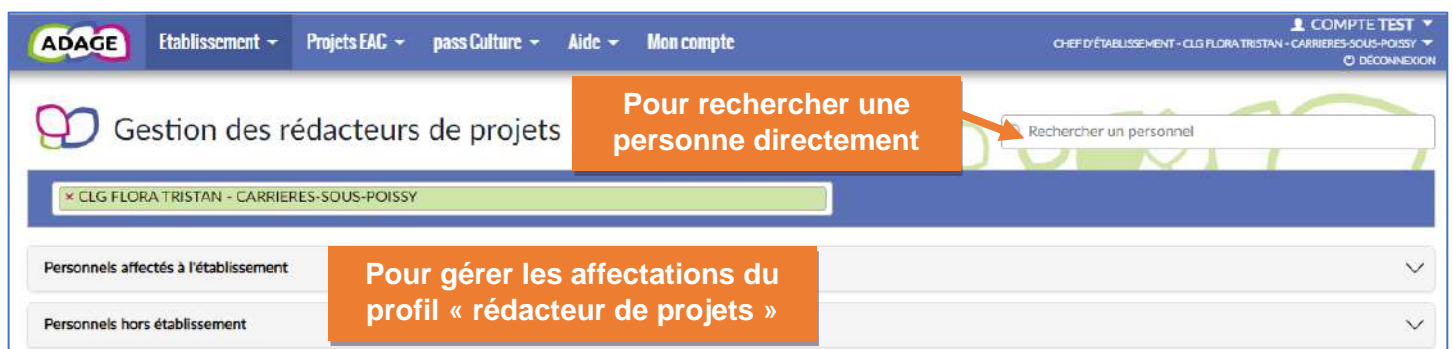 ADAGE
Etablissement
Projets EAC
pass Culture
Aide
Mon compte
COMPTE TEST
CHEF D'ÉTABLISSEMENT - CLG FLORA TRISTAN - CARRIERES-SOUS-POISSY
DÉCONNEXION
Gestion des rédacteurs de projets
Pour rechercher une
personne directement
Rechercher un personnel
× CLG FLORA TRISTAN - CARRIERES-SOUS-POISSY
Personnels affectés à l'établissement
Pour gérer les affectations du
profil « rédacteur de projets »
Personnels hors établissement